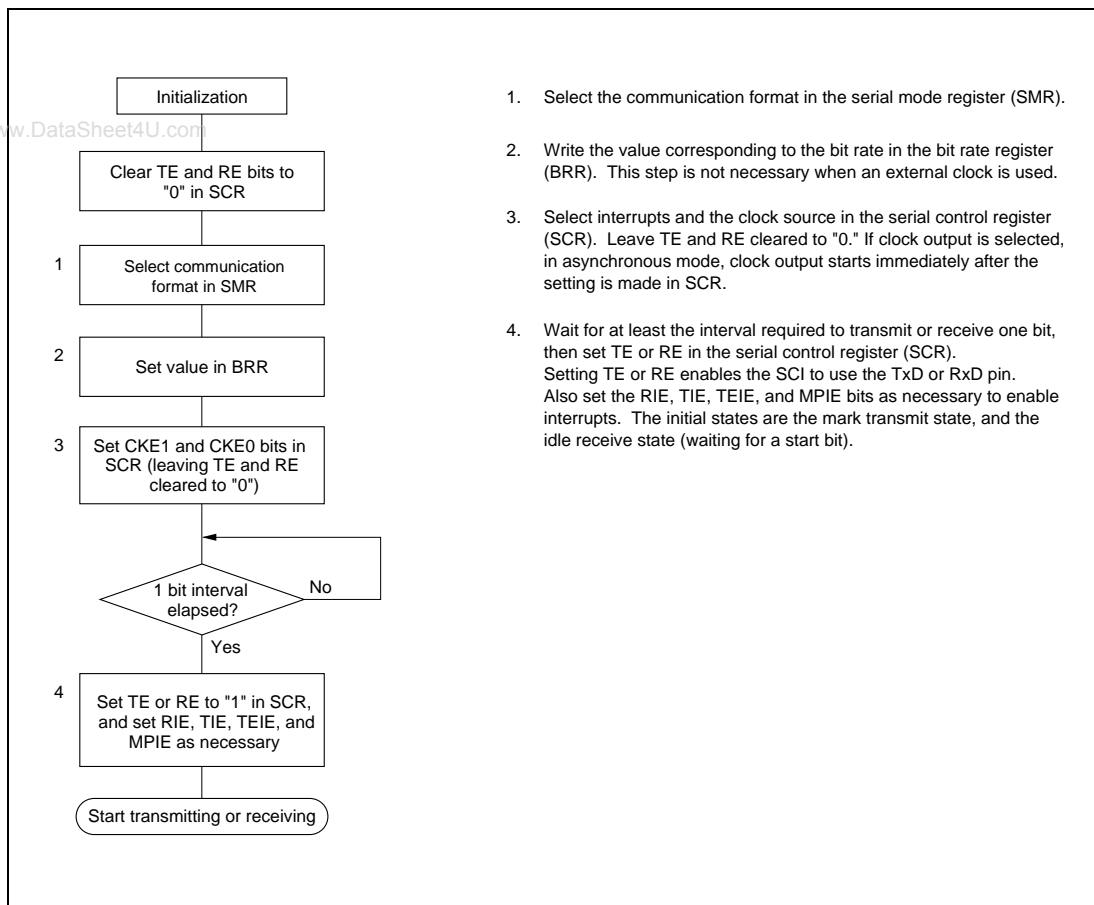 Initialization
www.DataSheet4U.com
Clear TE and RE bits to
"0" in SCR
1
Select communication
format in SMR
2
Set value in BRR
3
Set CKE1 and CKE0 bits in
SCR (leaving TE and RE
cleared to "0")
1 bit interval
elapsed?
No
Yes
4
Set TE or RE to "1" in SCR,
and set RIE, TIE, TEIE, and
MPIE as necessary
Start transmitting or receiving
1. Select the communication format in the serial mode register (SMR).
2. Write the value corresponding to the bit rate in the bit rate register
(BRR). This step is not necessary when an external clock is used.
3. Select interrupts and the clock source in the serial control register
(SCR). Leave TE and RE cleared to "0." If clock output is selected,
in asynchronous mode, clock output starts immediately after the
setting is made in SCR.
4. Wait for at least the interval required to transmit or receive one bit,
then set TE or RE in the serial control register (SCR).
Setting TE or RE enables the SCI to use the TxD or RxD pin.
Also set the RIE, TIE, TEIE, and MPIE bits as necessary to enable
interrupts. The initial states are the mark transmit state, and the
idle receive state (waiting for a start bit).